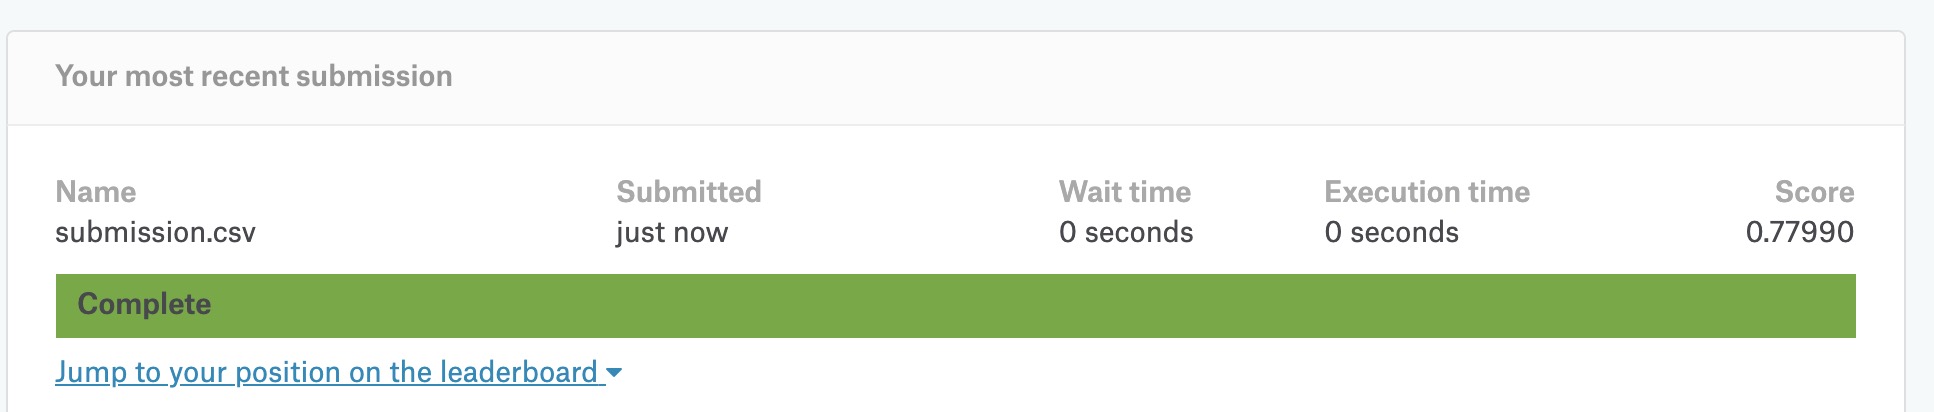 Your most recent submission
Name Submitted Wait time Execution time Score
submission.csv just now 0 seconds 0 seconds 0.77990
Complete
Jump to your position on the leaderboard